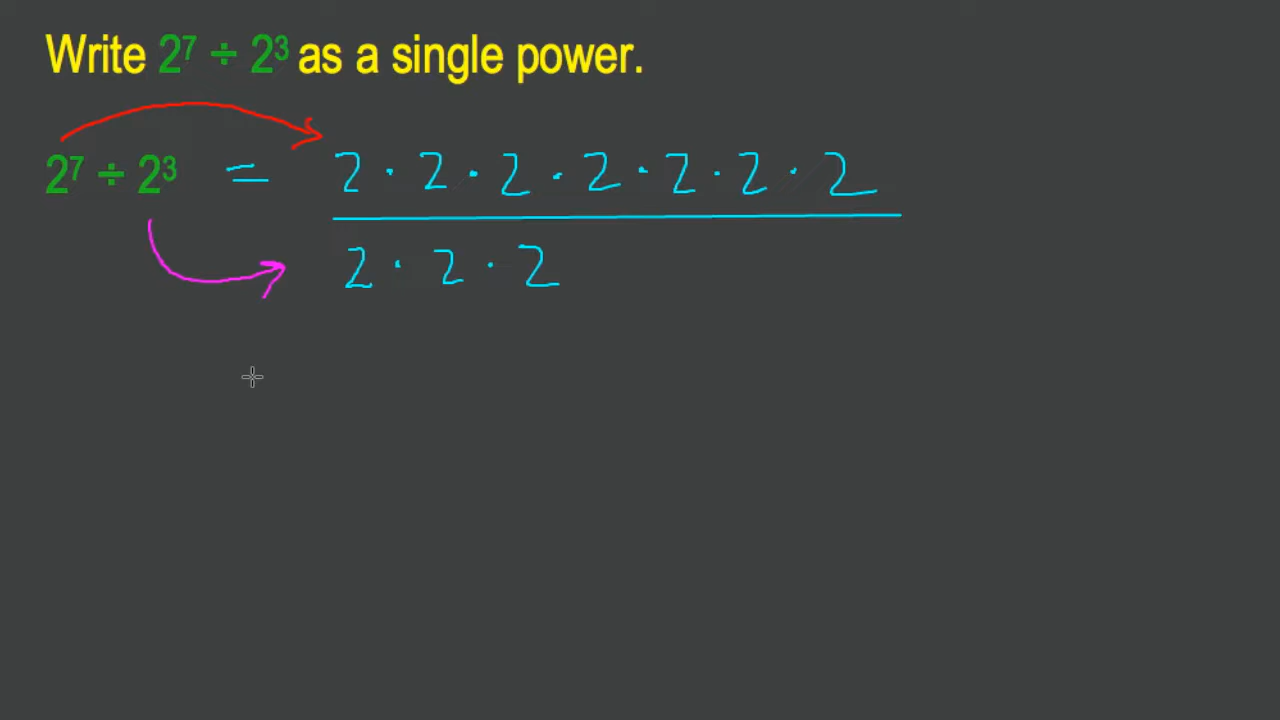 Write 2⁷ ÷ 2³ as a single power.
2⁷ ÷ 2³ = 2 · 2 · 2 · 2 · 2 · 2 · 2
2 · 2 · 2